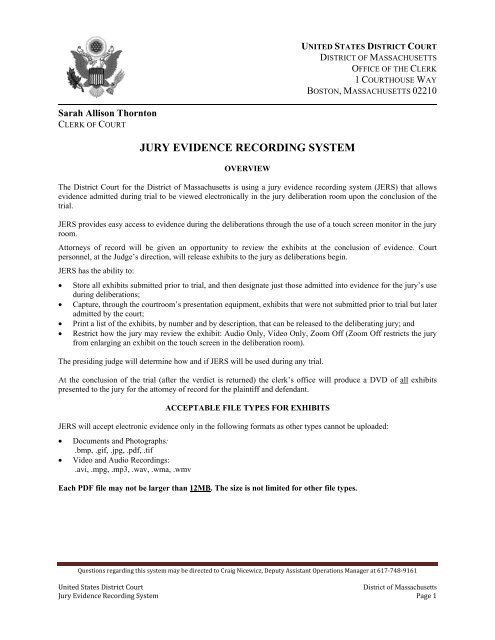 UNITED STATES DISTRICT COURT
DISTRICT OF MASSACHUSETTS
OFFICE OF THE CLERK
1 COURTHOUSE WAY
BOSTON, MASSACHUSETTS 02210
Sarah Allison Thornton
CLERK OF COURT
JURY EVIDENCE RECORDING SYSTEM
OVERVIEW
The District Court for the District of Massachusetts is using a jury evidence recording system (JERS) that allows
evidence admitted during trial to be viewed electronically in the jury deliberation room upon the conclusion of the
trial.
JERS provides easy access to evidence during the deliberations through the use of a touch screen monitor in the jury
room.
Attorneys of record will be given an opportunity to review the exhibits at the conclusion of evidence. Court
personnel, at the Judge's direction, will release exhibits to the jury as deliberations begin.
JERS has the ability to:
• Store all exhibits submitted prior to trial, and then designate just those admitted into evidence for the jury's use
during deliberations;
• Capture, through the courtroom's presentation equipment, exhibits that were not submitted prior to trial but later
admitted by the court;
• Print a list of the exhibits, by number and by description, that can be released to the deliberating jury; and
• Restrict how the jury may review the exhibit: Audio Only, Video Only, Zoom Off (Zoom Off restricts the jury
from enlarging an exhibit on the touch screen in the deliberation room).
The presiding judge will determine how and if JERS will be used during any trial.
At the conclusion of the trial (after the verdict is returned) the clerk's office will produce a DVD of all exhibits
presented to the jury for the attorney of record for the plaintiff and defendant.
ACCEPTABLE FILE TYPES FOR EXHIBITS
JERS will accept electronic evidence only in the following formats as other types cannot be uploaded:
• Documents and Photographs:
.bmp, .gif, .jpg, .pdf, .tif
• Video and Audio Recordings:
.avi, .mpg, .mp3, .wav, .wma, .wmv
Each PDF file may not be larger than 12MB. The size is not limited for other file types.
Questions regarding this system may be directed to Craig Nicewicz, Deputy Assistant Operations Manager at 617-748-9161
United States District Court District of Massachusetts
Jury Evidence Recording System Page 1